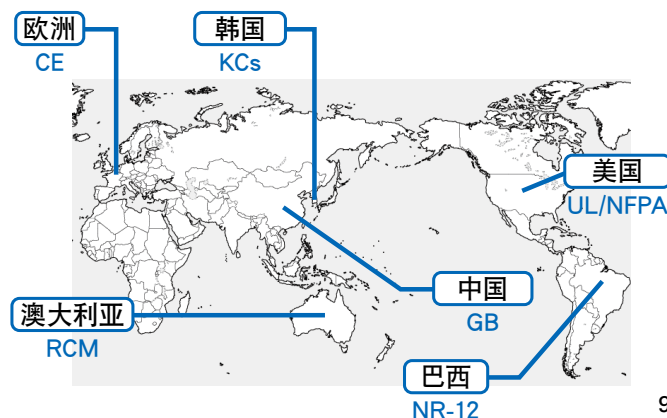 欧洲
CE
韩国
KCs
美国
UL/NFPA
中国
GB
澳大利亚
RCM
巴西
NR-12
9